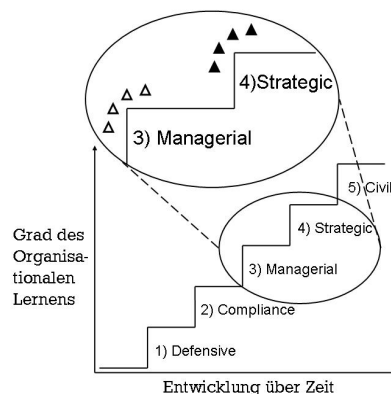 4)Strategic
3) Managerial
5) Civil
4) Strategic
3) Managerial
2) Compliance
1) Defensive
Grad des
Organisa-
tionalen
Lernens
Entwicklung über Zeit